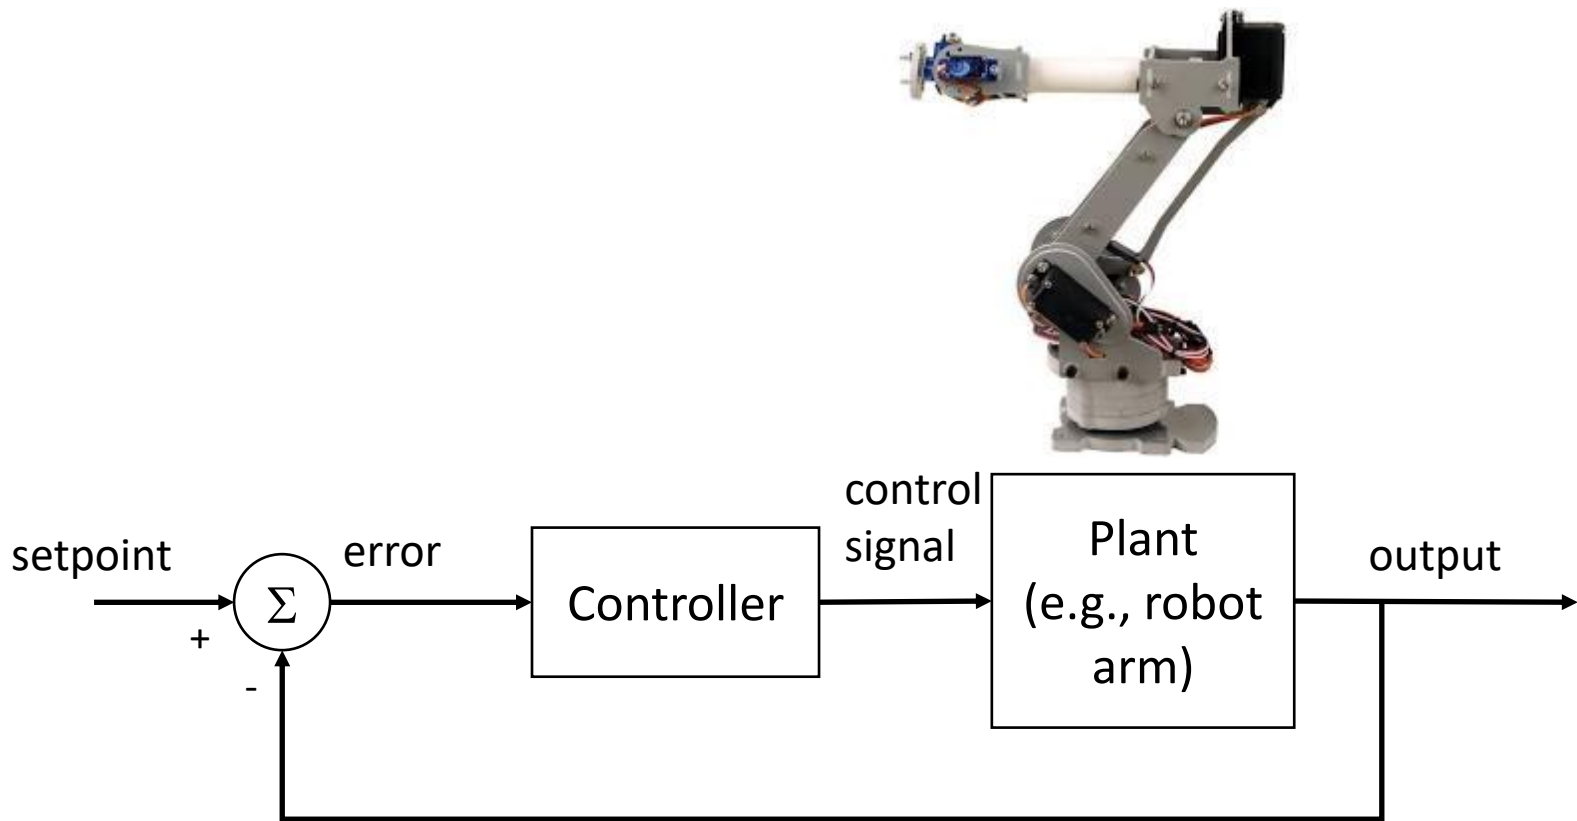 setpoint
+
-
Σ
error
Controller
control
signal
Plant
(e.g., robot
arm)
output